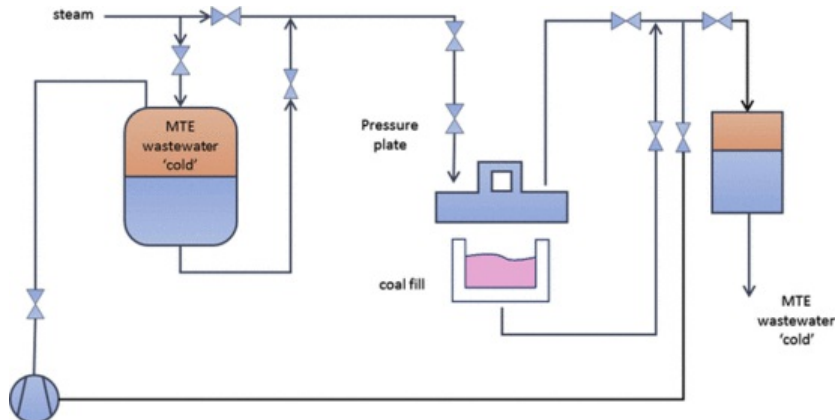 steam
MTE
wastewater
'cold'
Pressure
plate
coal fill
MTE
wastewater
'cold'